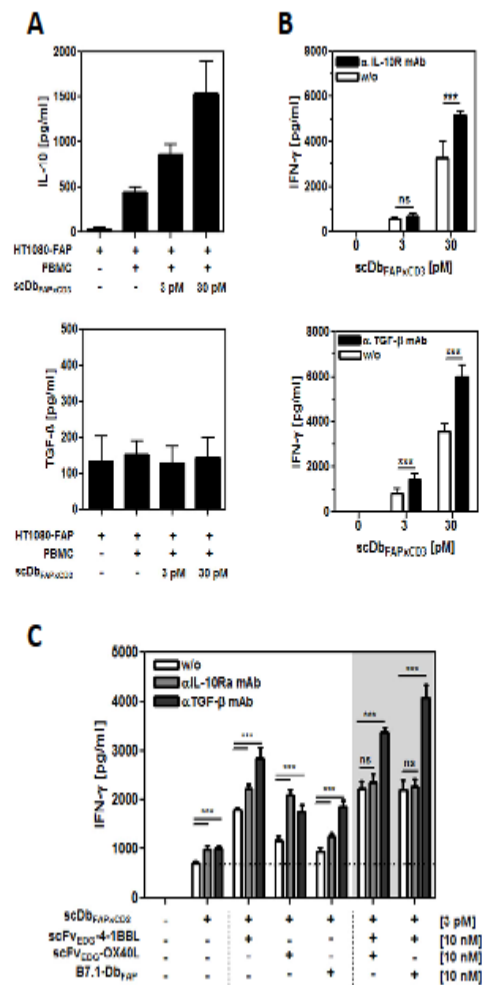 A
2000
1500
1000
500
0
IL-10 [pg/ml]
HT1080-FAP + + + +
PBMC - + + +
scDbFAPxCD3 - - 3 pM 30 pM
500
400
300
200
100
0
TGF-ß [pg/ml]
HT1080-FAP + + + +
PBMC - + + +
scDbFAPxCD3 - - 3 pM 30 pM
B
8000
6000
4000
2000
0
IFN-γ [pg/ml]
α IL-10R mAb
w/o
ns
***
0 3 30
scDbFAPxCD3 [pM]
8000
6000
4000
2000
0
IFN-γ [pg/ml]
α TGF-β mAb
w/o
***
***
0 3 30
scDbFAPxCD3 [pM]
C
5000
4000
3000
2000
1000
0
IFN-γ [pg/ml]
w/o
αIL-10Ra mAb
αTGF-β mAb
***
***
***
***
***
ns
***
ns
scDbFAPxCD3 - + + + + + + [3 pM]
scFvEDG-4-1BBL - - + - - + + [10 nM]
scFvEDG-OX40L - - - + - + - [10 nM]
B7.1-DbFAP - - - - + - + [10 nM]